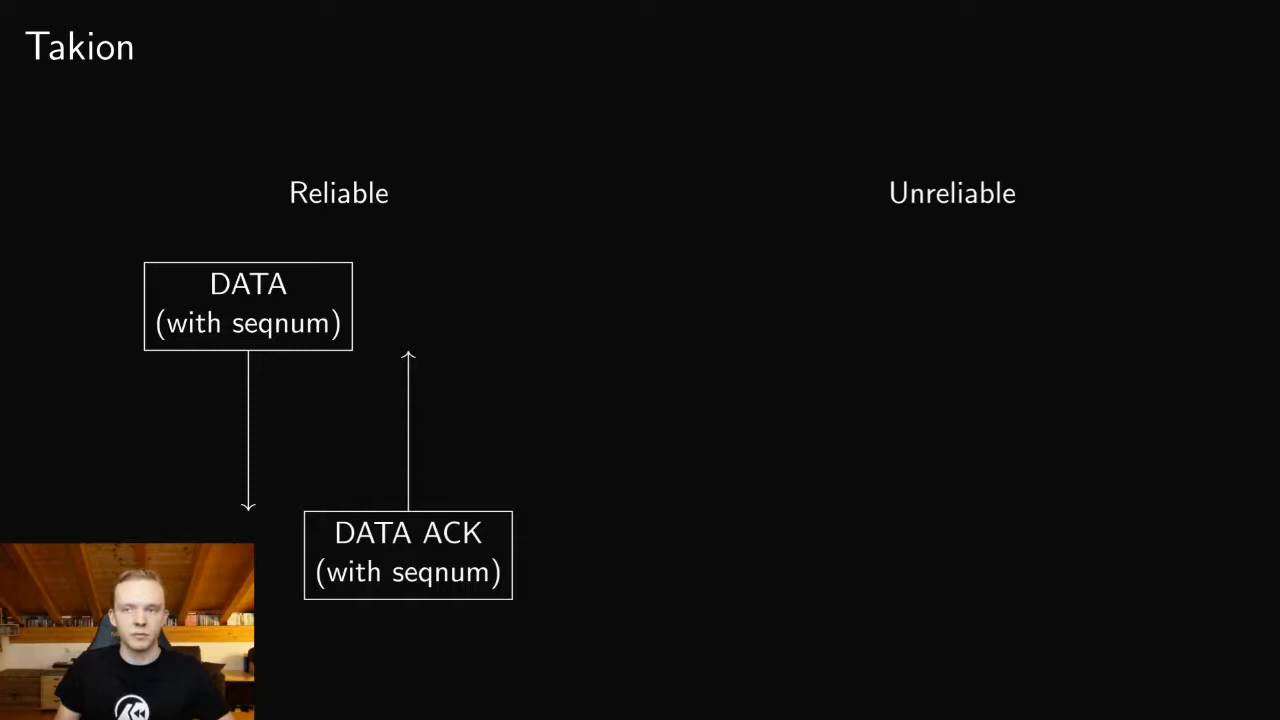 Takion
Reliable
Unreliable
DATA
(with seqnum)
DATA ACK
(with seqnum)